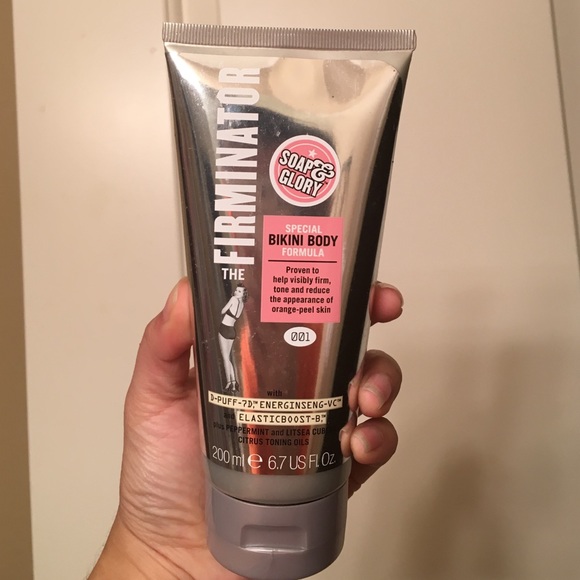 THE FIRMINATOR
SOAP&
GLORY
SPECIAL
BIKINI BODY
FORMULA
Proven to
help visibly firm,
tone and reduce
the appearance of
orange-peel skin
001
with
D-PUFF-7D™ ENERGINSENG-VC™
and ELASTICBOOST-B™
plus PEPPERMINT and LITSEA
CITRUS TONING OILS
200 ml e 6.7 US Fl. Oz.